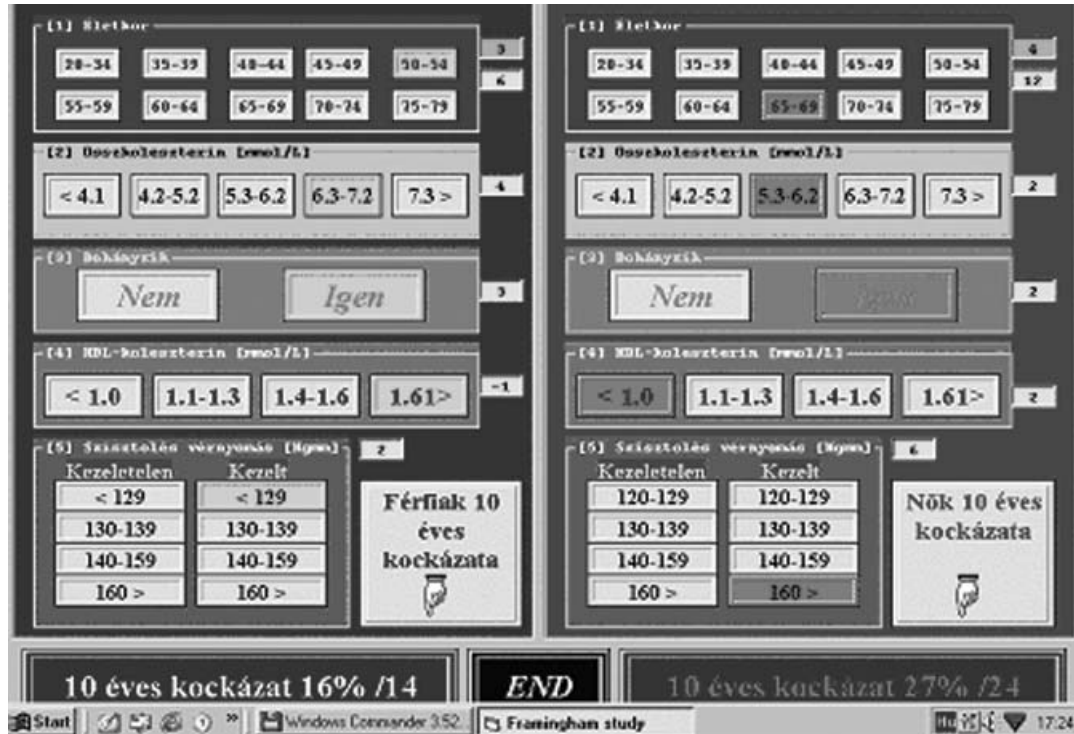 [1] Életkor
20-34 35-39 40-44 45-49 50-54
3
6
55-59 60-64 65-69 70-74 75-79
[2] Összkoleszterin [mmol/L]
< 4.1 4.2-5.2 5.3-6.2 6.3-7.2 7.3 >
4
[3] Dohányzik
Nem Igen
3
[4] HDL-koleszterin [mmol/L]
< 1.0 1.1-1.3 1.4-1.6 1.61>
-1
[5] Szisztolés vérnyomás [Hgmm]
2
Kezeletelen Kezelt
< 129 < 129
130-139 130-139
140-159 140-159
160 > 160 >
Férfiak 10
éves
kockázata
10 éves kockázat 16% /14
[1] Életkor
20-34 35-39 40-44 45-49 50-54
4
12
55-59 60-64 65-69 70-74 75-79
[2] Összkoleszterin [mmol/L]
< 4.1 4.2-5.2 5.3-6.2 6.3-7.2 7.3 >
2
[3] Dohányzik
Nem Igen
2
[4] HDL-koleszterin [mmol/L]
< 1.0 1.1-1.3 1.4-1.6 1.61>
2
[5] Szisztolés vérnyomás [Hgmm]
6
Kezeletelen Kezelt
120-129 120-129
130-139 130-139
140-159 140-159
160 > 160 >
Nők 10 éves
kockázata
END
10 éves kockázat 27% /24
Start » Windows Commander 3.52... Framingham study Hu 17:24